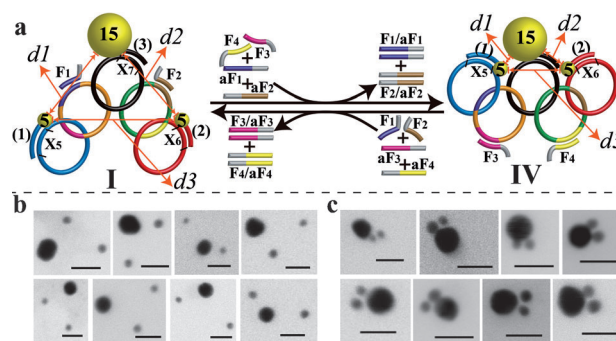 a
15
d1
d2
(3)
F₁
X₇
F₂
5
5
(1)
(2)
X₅
X₆
d3
I
F₄
F₃
+
aF₁
+aF₂
F₃/aF₃
+
F₄/aF₄
F₁/aF₁
+
F₂/aF₂
F₁
F₂
+
aF₃
+aF₄
15
d1
d2
(1)
(2)
X₅
5
5
X₆
F₃
F₄
d3
IV
b
c